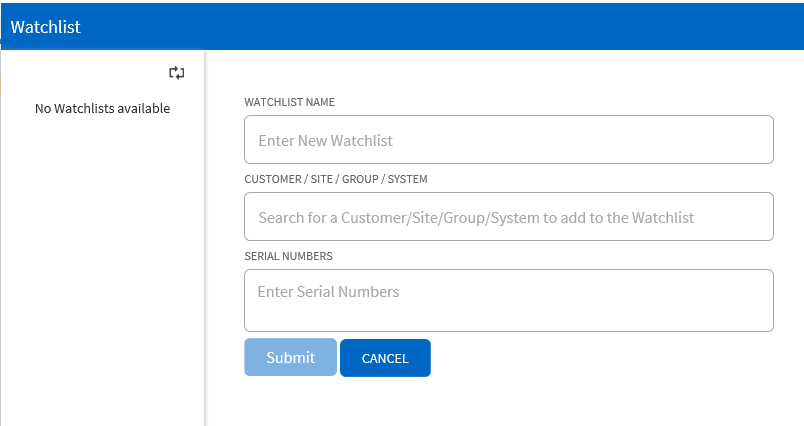 Watchlist
No Watchlists available
WATCHLIST NAME
Enter New Watchlist
CUSTOMER / SITE / GROUP / SYSTEM
Search for a Customer/Site/Group/System to add to the Watchlist
SERIAL NUMBERS
Enter Serial Numbers
Submit CANCEL